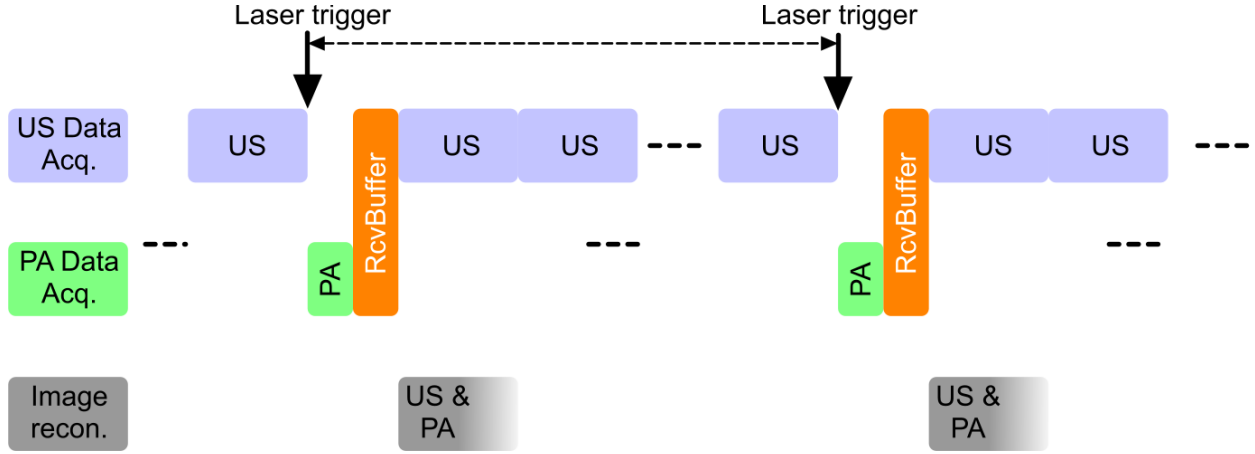 Laser trigger
Laser trigger
US Data
Acq.
US
RcvBuffer
US
US
US
RcvBuffer
US
US
PA Data
Acq.
PA
PA
Image
recon.
US &
PA
US &
PA